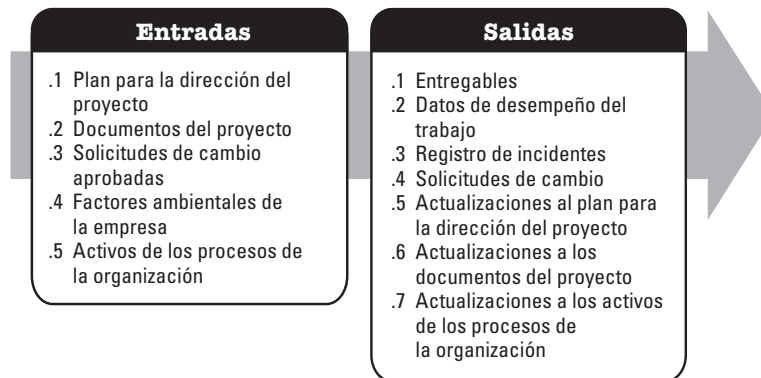 Entradas
.1 Plan para la dirección del
proyecto
.2 Documentos del proyecto
.3 Solicitudes de cambio
aprobadas
.4 Factores ambientales de
la empresa
.5 Activos de los procesos de
la organización
Salidas
.1 Entregables
.2 Datos de desempeño del
trabajo
.3 Registro de incidentes
.4 Solicitudes de cambio
.5 Actualizaciones al plan para
la dirección del proyecto
.6 Actualizaciones a los
documentos del proyecto
.7 Actualizaciones a los activos
de los procesos de
la organización